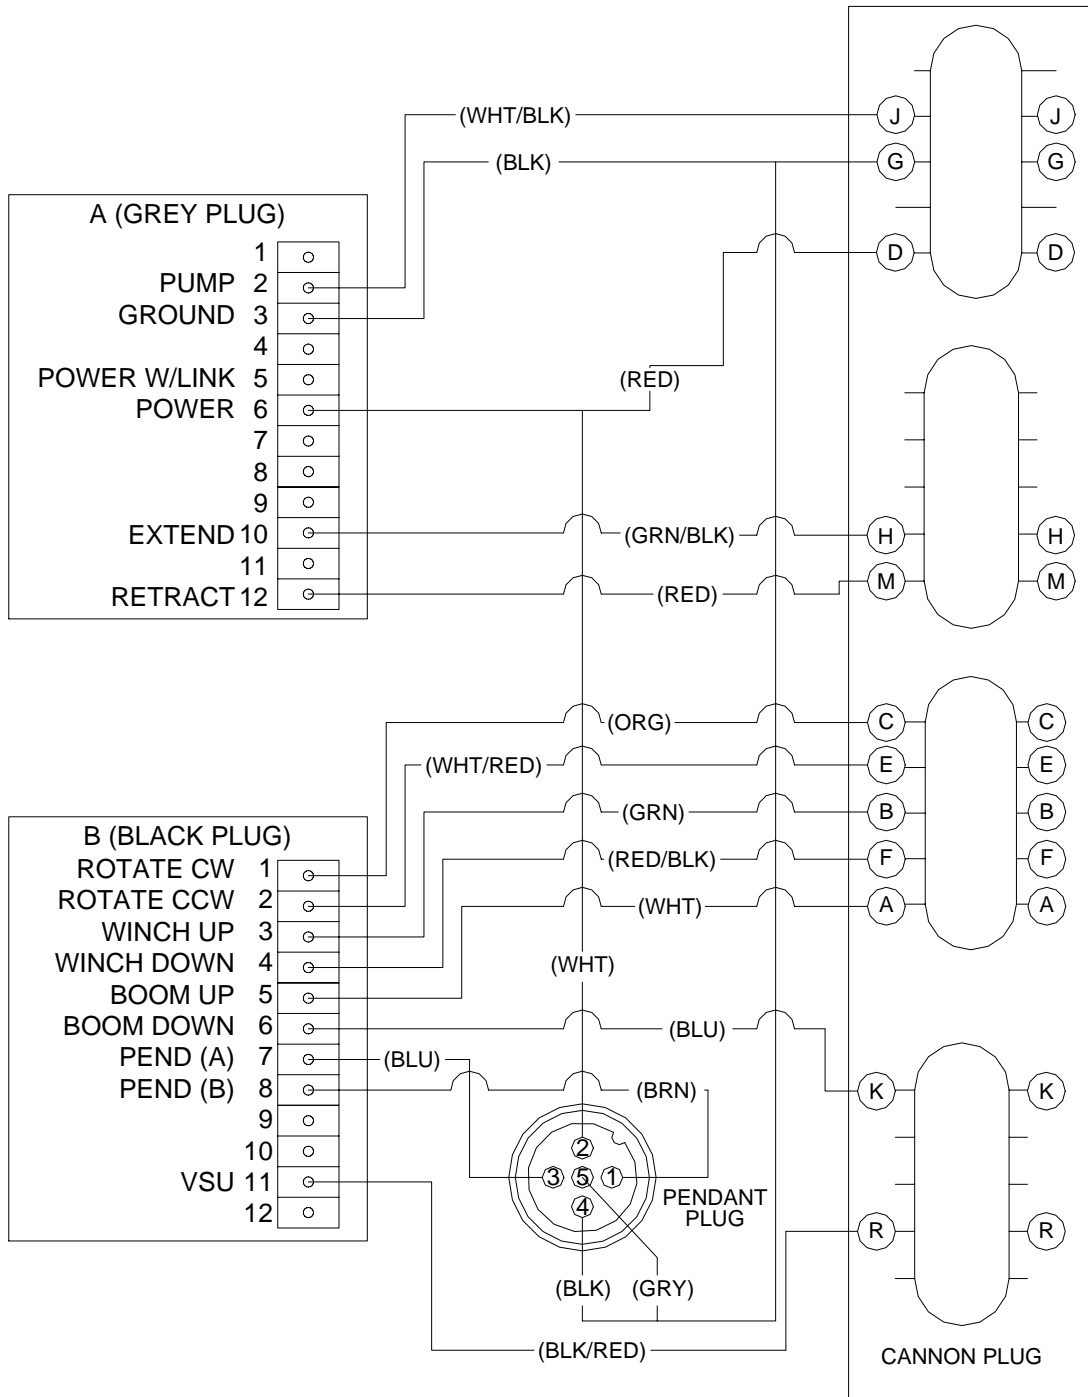 (WHT/BLK)
J J
(BLK)
G G
D D
(RED)
A (GREY PLUG)
1
PUMP 2
GROUND 3
4
POWER W/LINK 5
POWER 6
7
8
9
EXTEND 10
11
RETRACT 12
(GRN/BLK)
H H
(RED)
M M
(ORG)
C C
(WHT/RED)
E E
(GRN)
B B
(RED/BLK)
F F
(WHT)
A A
B (BLACK PLUG)
ROTATE CW 1
ROTATE CCW 2
WINCH UP 3
WINCH DOWN 4
BOOM UP 5
BOOM DOWN 6
PEND (A) 7
PEND (B) 8
9
10
VSU 11
12
(WHT)
(BLU)
(BLU)
(BRN)
K K
2
3 5 1
4
PENDANT
PLUG
R R
(BLK) (GRY)
(BLK/RED)
CANNON PLUG